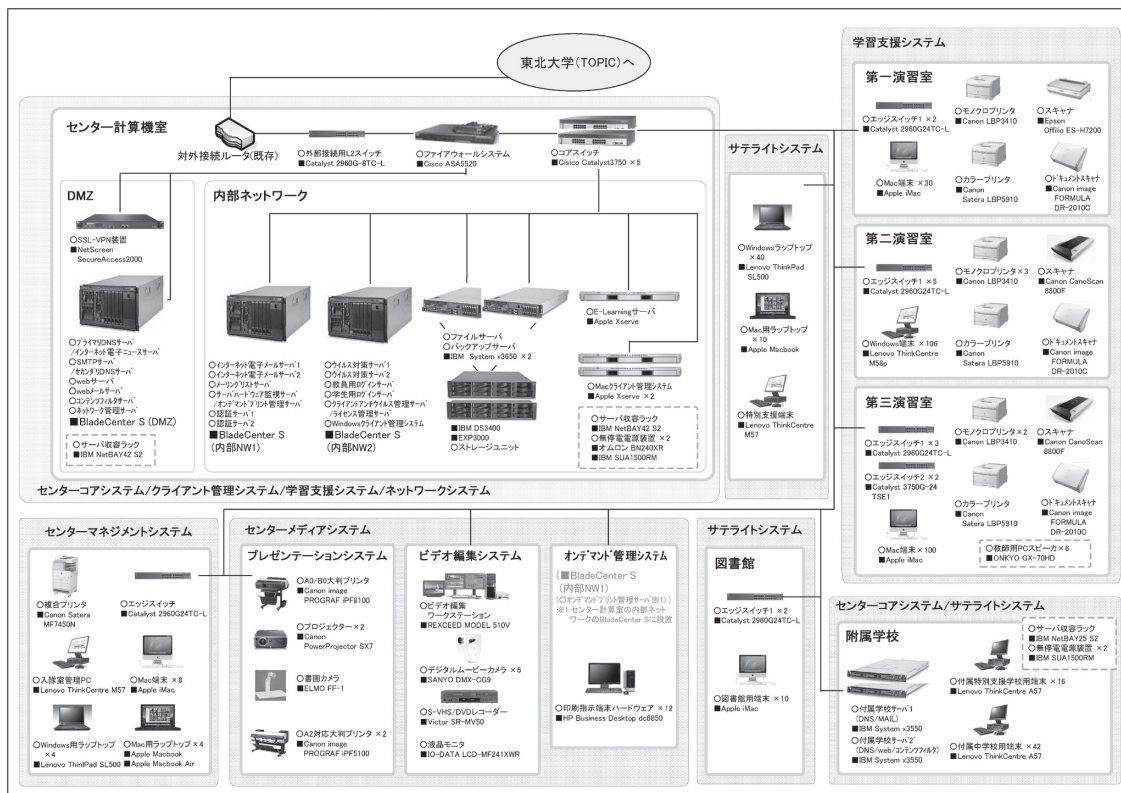 東北大学(TOPIC)へ
センター計算機室
対外接続ルータ(既存)
○外部接続用L2スイッチ
■Catalyst 2960G-8TC-L
○ファイアウォールシステム
■Cisco ASA5520
○コアスイッチ
■Cisico Catalyst3750 ×5
DMZ
○SSL-VPN装置
■NetScreen
SecureAccess2000
○プライマリDNSサーバ
/インターネット電子ニュースサーバ
○SMTPサーバ
/セカンダリDNSサーバ
○webサーバ
○webメールサーバ
○コンテンツフィルタサーバ
○ネットワーク管理サーバ
■BladeCenter S (DMZ)
○サーバ収容ラック
■IBM NetBAY42 S2
内部ネットワーク
○インターネット電子メールサーバ1
○インターネット電子メールサーバ2
○メーリングリストサーバ
○サーバハードウェア監視サーバ
/オンデマンドプリント管理サーバ
○認証サーバ1
○認証サーバ2
■BladeCenter S
(内部NW1)
○ウイルス対策サーバ1
○ウイルス対策サーバ2
○教員用ログインサーバ
○学生用ログインサーバ
○クライアントアンチウイルス管理サーバ
/ライセンス管理サーバ
○Windowsクライアント管理システム
■BladeCenter S
(内部NW2)
○ファイルサーバ
○バックアップサーバ
■IBM System x3650 ×2
■IBM DS3400
■EXP3000
○ストレージユニット
○E-Learningサーバ
■Apple Xserve
○Macクライアント管理システム
■Apple Xserve ×2
○サーバ収容ラック
■IBM NetBAY42 S2
○無停電電源装置 ×2
■オムロン BN240XR
■IBM SUA1500RM
センターコアシステム/クライアント管理システム/学習支援システム/ネットワークシステム
サテライトシステム
○Windowsラップトップ
×40
■Lenovo ThinkPad
SL500
○Mac用ラップトップ
×10
■Apple Macbook
○特別支援端末
■Lenovo ThinkCentre
M57
学習支援システム
第一演習室
○エッジスイッチ1 ×2
■Catalyst 2960G24TC-L
○モノクロプリンタ
■Canon LBP3410
○スキャナ
■Epson
Offilio ES-H7200
○Mac端末 ×30
■Apple iMac
○カラープリンタ
■Canon
Satera LBP5910
○ドキュメントスキャナ
■Canon image
FORMULA
DR-2010C
第二演習室
○エッジスイッチ1 ×5
■Catalyst 2960G24TC-L
○モノクロプリンタ×3
■Canon LBP3410
○スキャナ
■Canon CanoScan
8800F
○Windows端末 ×106
■Lenovo ThinkCentre
M58p
○カラープリンタ
■Canon
Satera LBP5910
○ドキュメントスキャナ
■Canon image
FORMULA
DR-2010C
第三演習室
○エッジスイッチ1 ×3
■Catalyst 2960G24TC-L
○エッジスイッチ2 ×2
■Catalyst 3750G-24
TSE1
○モノクロプリンタ×2
■Canon LBP3410
○スキャナ
■Canon CanoScan
8800F
○Mac端末×100
■Apple iMac
○カラープリンタ
■Canon
Satera LBP5910
○ドキュメントスキャナ
■Canon image
FORMULA
DR-2010C
○教師用PCスピーカ×6
■ONKYO GX-70HD
センターマネジメントシステム
○複合プリンタ
■Canon Satera
MF7450N
○エッジスイッチ
■Catalyst 2960G24TC-L
○入隊室管理PC
■Lenovo ThinkCentre M57
○Mac端末×8
■Apple iMac
○Windows用ラップトップ
×4
■Lenovo ThinlPad SL500
○Mac用ラップトップ×4
■Apple Macbook
■Apple Macbook Air
センターメディアシステム
プレゼンテーションシステム
○A0/B0大判プリンタ
■Canon image
PROGRAF iPF8100
○プロジェクター×2
■Canon
PowerProjector SX7
○書画カメラ
■ELMO FF-1
○A2対応大判プリンタ ×2
■Canon image
PROGRAF iPF5100
ビデオ編集システム
○ビデオ編集
ワークステーション
■REXCEED MODEL 510V
○デジタルムービーカメラ ×6
■SANYO DMX-CG9
○S-VHS/DVDレコーダー
■Victor SR-MV50
○液晶モニタ
■IO-DATA LCD-MF241XWR
オンデマンド管理システム
(■BladeCenter S
(内部NW1)
(○オンデマンドプリント管理サーバ※1))
※1 センター計算室の内部ネット
ワークのBladeCenter Sに設置
○印刷指示端末ハードウェア ×12
■HP Business Desktop dc6850
サテライトシステム
図書館
○エッジスイッチ1 ×2
■Catalyst 2960G24TC-L
○図書館用端末 ×10
■Apple iMac
センターコアシステム/サテライトシステム
附属学校
○サーバ収容ラック
■IBM NetBAY25 S2
○無停電電源装置 ×2
■IBM SUA1500RM
○付属特別支援学校用端末 ×16
■Lenovo ThinkCentre A57
○付属学校サーバ1
(DNS/MAIL)
■IBM System x3550
○付属学校サーバ2
(DNS/web/コンテンツフィルタ)
■IBM System x3550
○付属中学校用端末 ×42
■Lenovo ThinkCentre A57